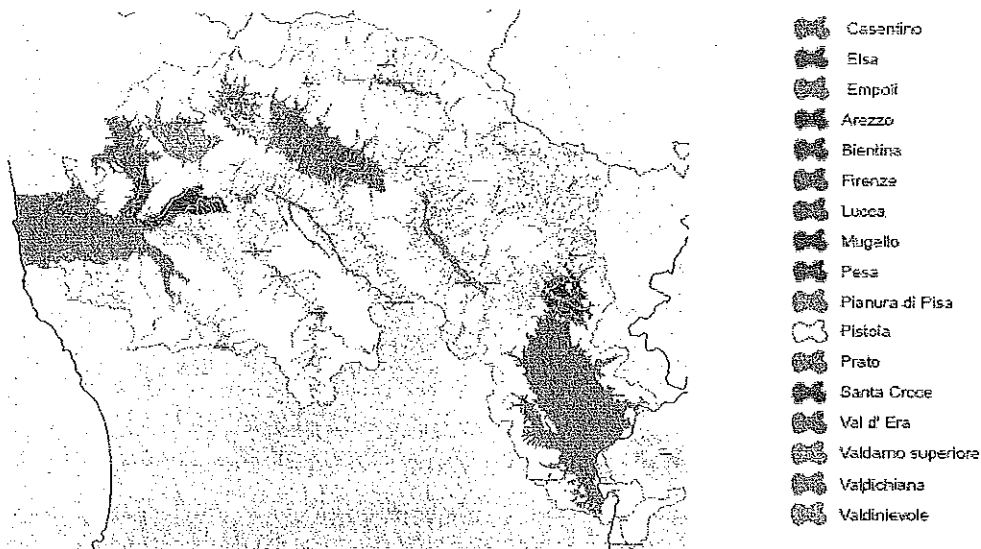 Casentino
Elsa
Empoli
Arezzo
Bientina
Firenze
Lucca
Mugello
Pesa
Pianura di Pisa
Pistoia
Prato
Santa Croce
Val d' Era
Valdarno superiore
Valdichiana
Valdinievole